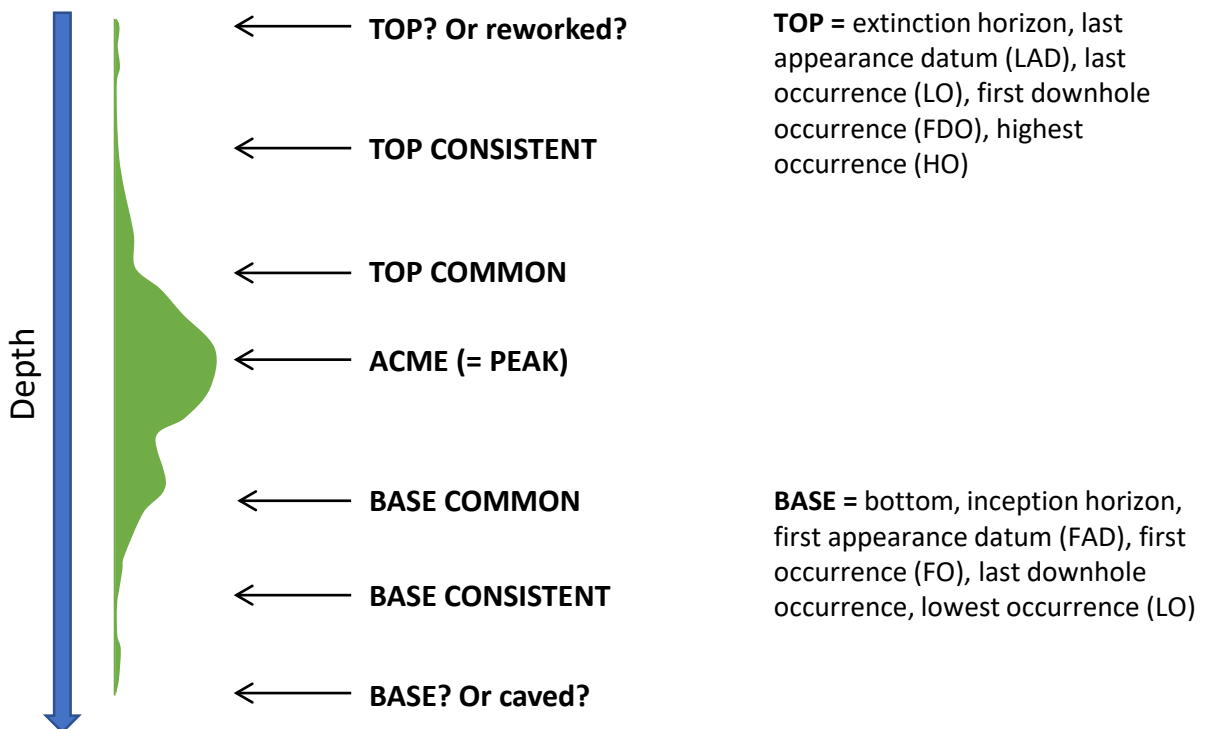 TOP? Or reworked?
TOP CONSISTENT
TOP COMMON
ACME (= PEAK)
BASE COMMON
BASE CONSISTENT
BASE? Or caved?
Depth
TOP = extinction horizon, last
appearance datum (LAD), last
occurrence (LO), first downhole
occurrence (FDO), highest
occurrence (HO)
BASE = bottom, inception horizon,
first appearance datum (FAD), first
occurrence (FO), last downhole
occurrence, lowest occurrence (LO)